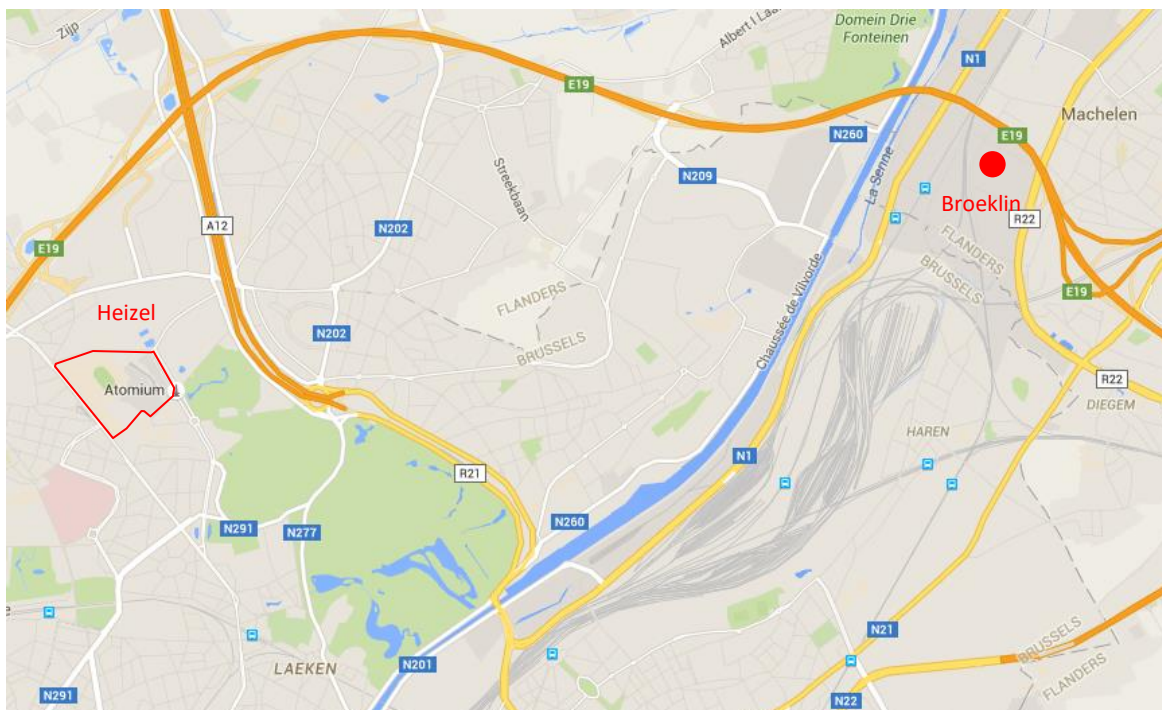 Zijp
Albert I Laa
Domein Drie
Fonteinen
N1
E19
Machelen
N260
E19
Streekbaan
N209
La Senne
Broeklin
A12
N202
R22
E19
FLANDERS
BRUSSELS
Chaussée de Vilvorde
E19
FLANDERS
BRUSSELS
Heizel
N202
Atomium
R22
DIEGEM
HAREN
N1
R21
N291
N277
N260
N21
BRUSSELS
FLANDERS
LAEKEN
N201
N291
N22
e